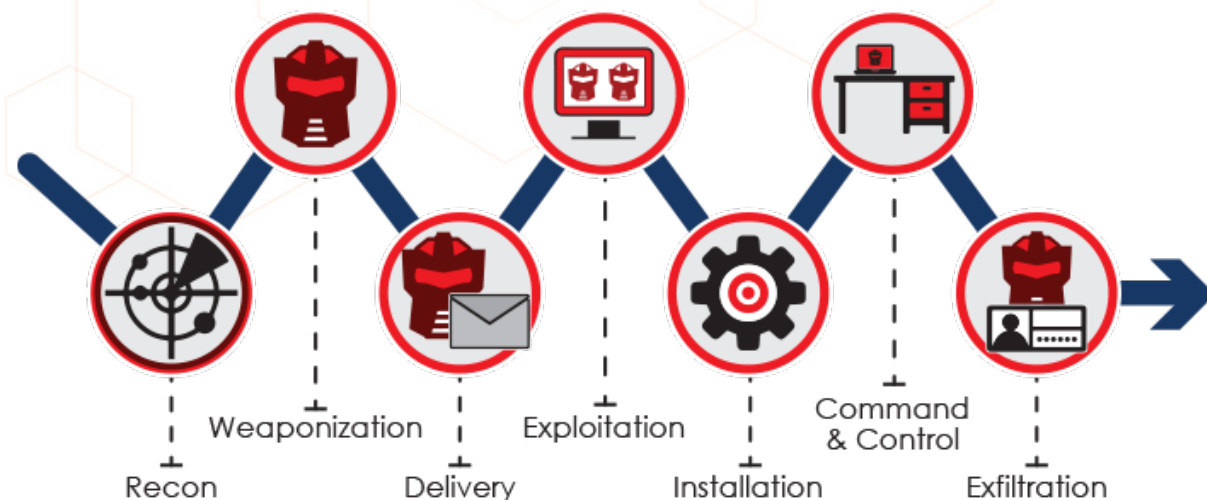 Weaponization
Exploitation
Command
& Control
Recon
Delivery
Installation
Exfiltration